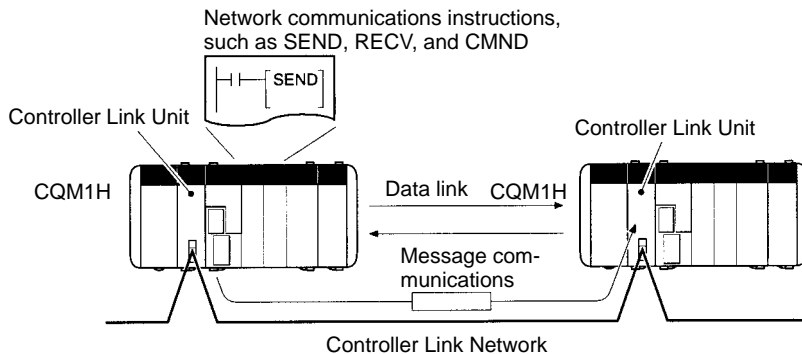 Network communications instructions,
such as SEND, RECV, and CMND
SEND
Controller Link Unit
Controller Link Unit
CQM1H
Data link
CQM1H
Message com-
munications
Controller Link Network